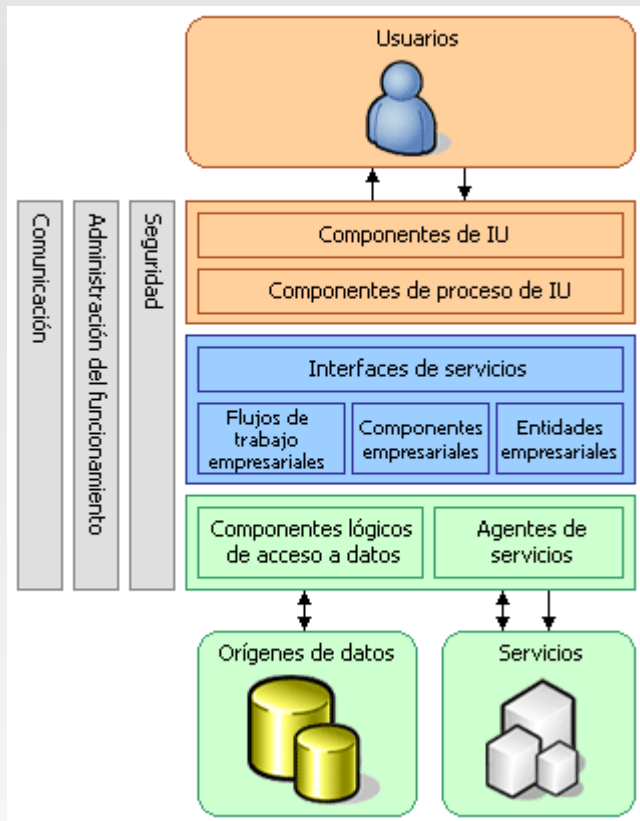 Usuarios
Comunicación
Administración del funcionamiento
Seguridad
Componentes de IU
Componentes de proceso de IU
Interfaces de servicios
Flujos de
trabajo
empresariales
Componentes
empresariales
Entidades
empresariales
Componentes lógicos
de acceso a datos
Agentes de
servicios
Orígenes de datos
Servicios